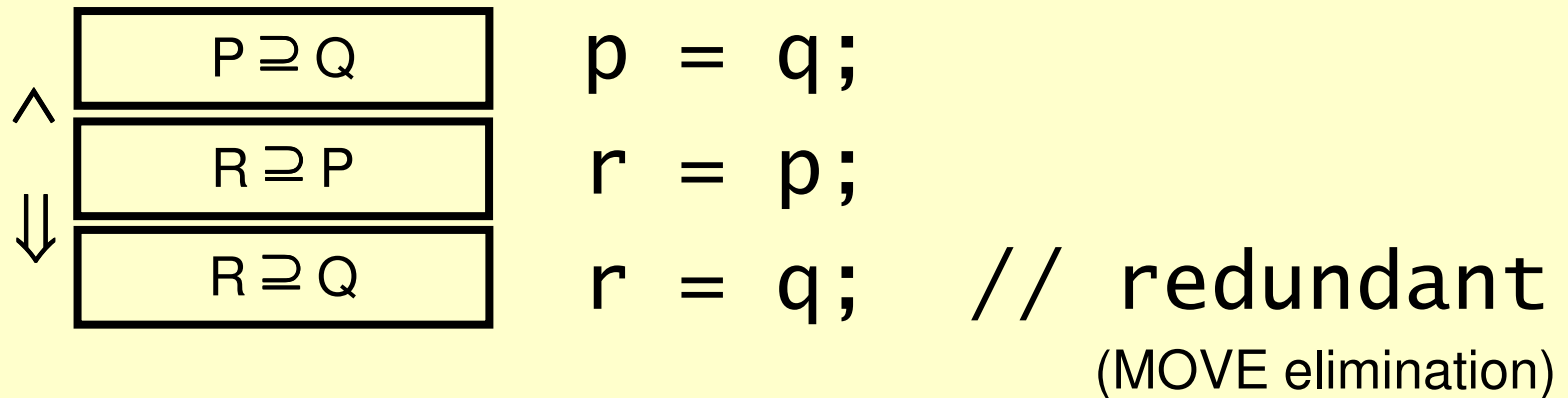 P ⊇ Q p = q;
∧
R ⊇ P r = p;
⇓
R ⊇ Q r = q; // redundant
(MOVE elimination)